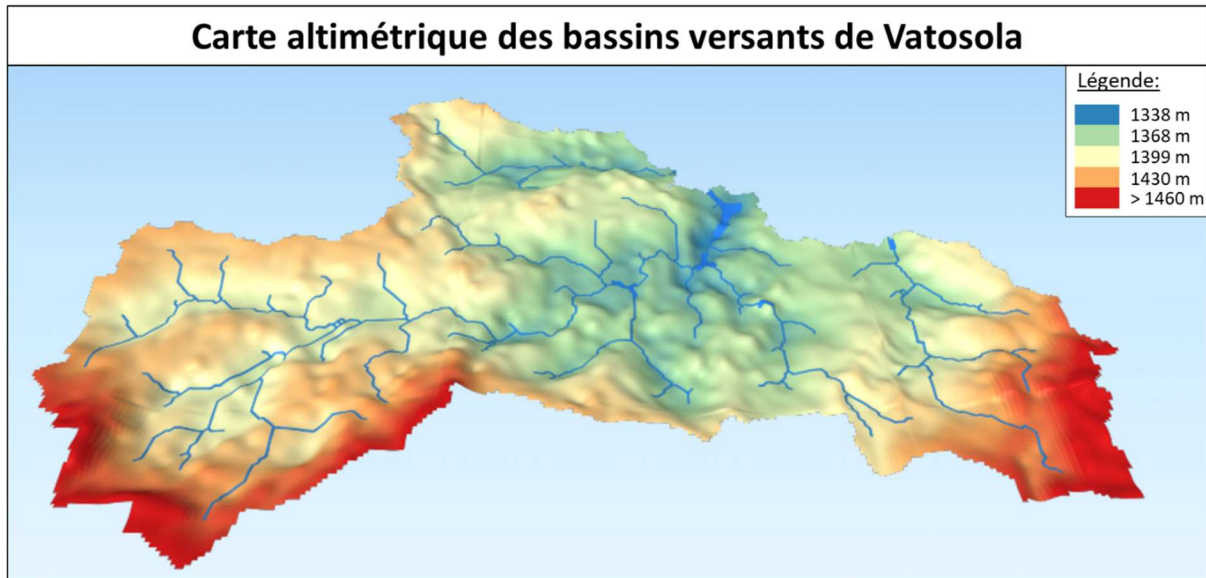 Carte altimétrique des bassins versants de Vatosola
Légende:
1338 m
1368 m
1399 m
1430 m
> 1460 m